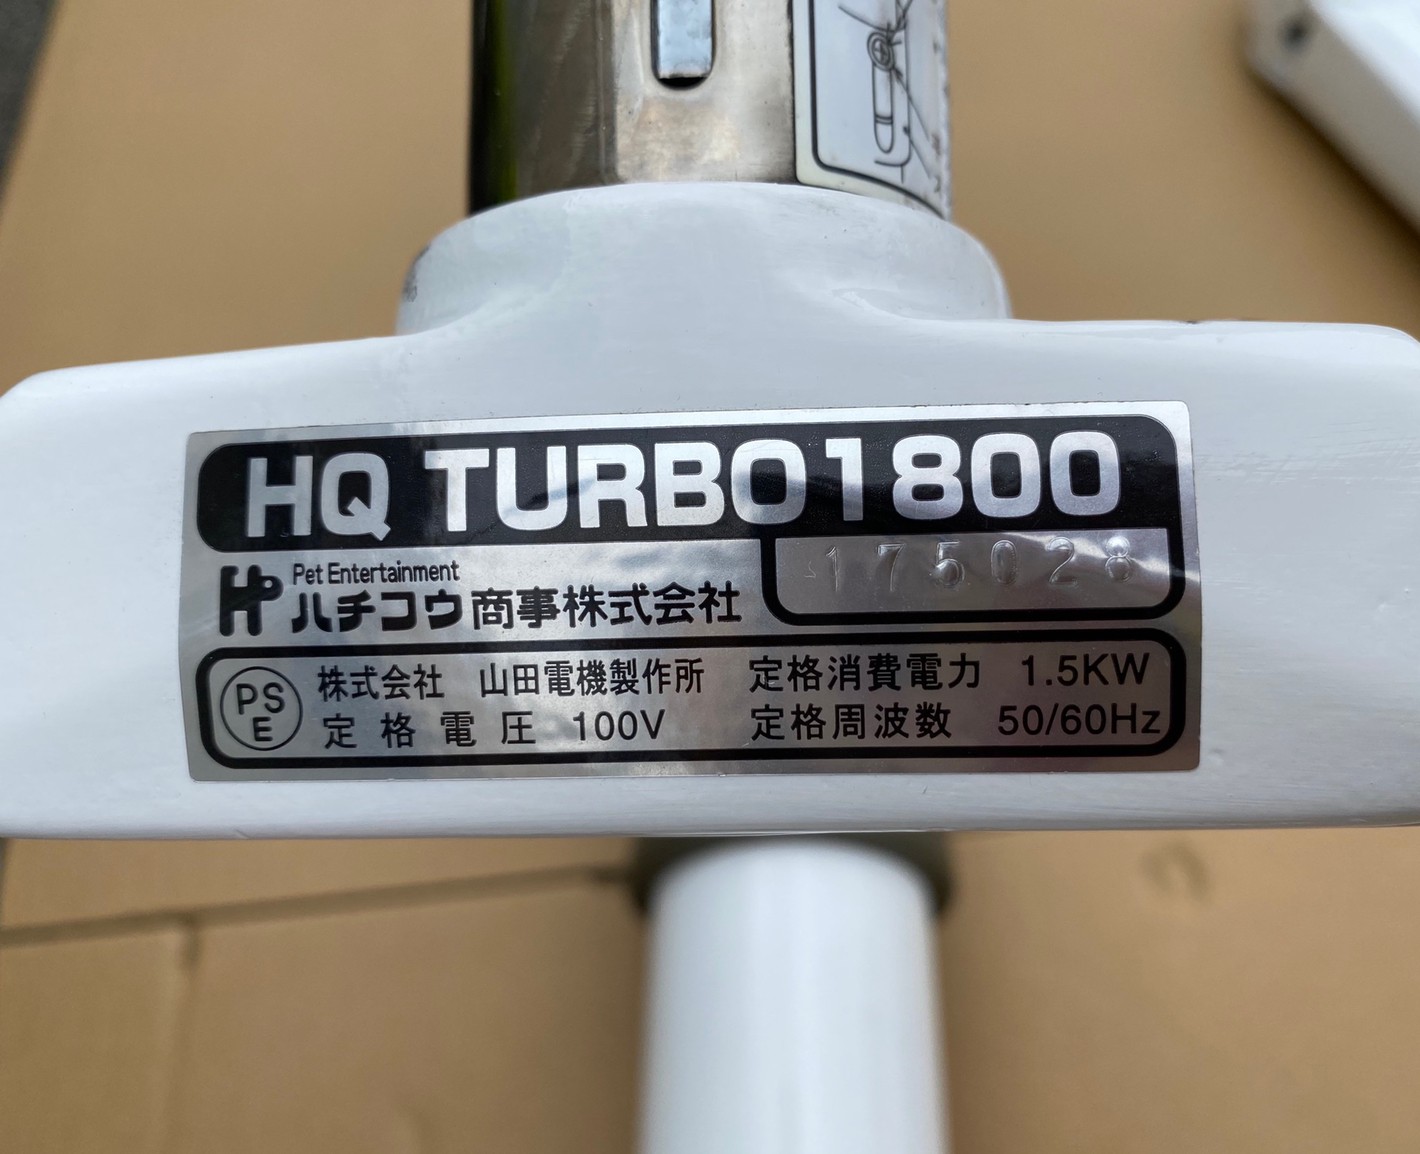 HQ TURBO1800
175028
HP Pet Entertainment
ハチコウ商事株式会社
PS
E
株式会社 山田電機製作所 定格消費電力 1.5KW
定格電圧 100V 定格周波数 50/60Hz